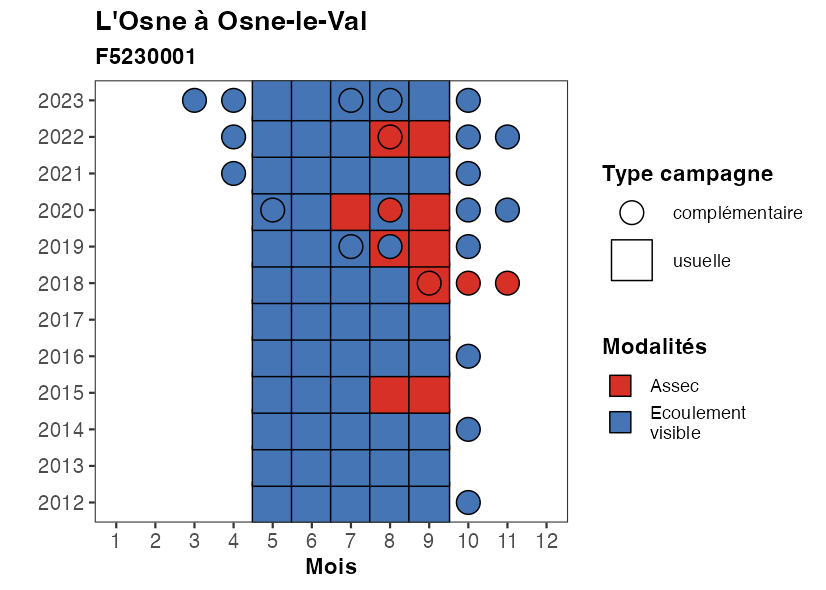 L'Osne à Osne-le-Val
F5230001
2023
2022
2021
2020
2019
2018
2017
2016
2015
2014
2013
2012
1 2 3 4 5 6 7 8 9 10 11 12
Mois
Type campagne
complémentaire
usuelle
Modalités
Assec
Ecoulement
visible